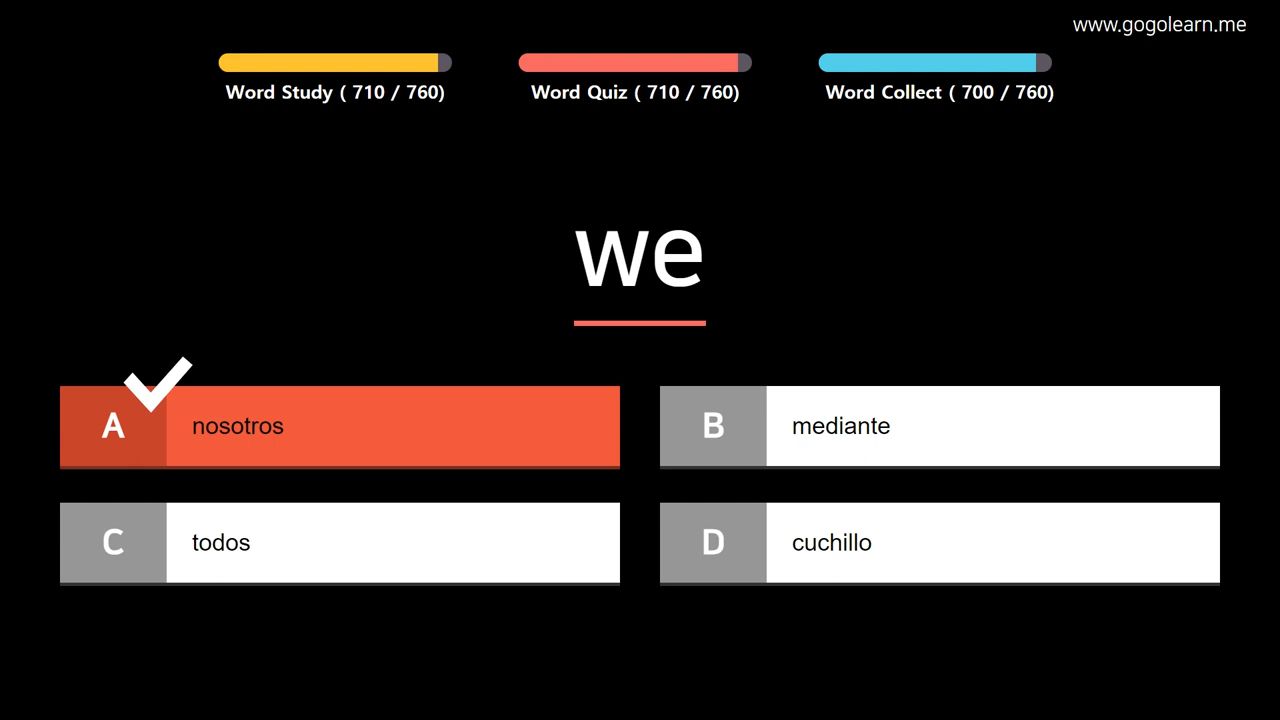 www.gogolearn.me
Word Study ( 710 / 760)
Word Quiz ( 710 / 760)
Word Collect ( 700 / 760)
we
A nosotros
B mediante
C todos
D cuchillo